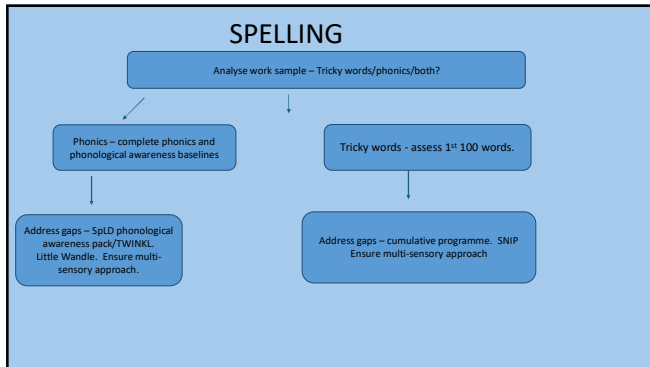 SPELLING
Analyse work sample – Tricky words/phonics/both?
Phonics – complete phonics and
phonological awareness baselines
Tricky words - assess 1st 100 words.
Address gaps – SpLD phonological
awareness pack/TWINKL.
Little Wandle. Ensure multi-
sensory approach.
Address gaps – cumulative programme. SNIP
Ensure multi-sensory approach